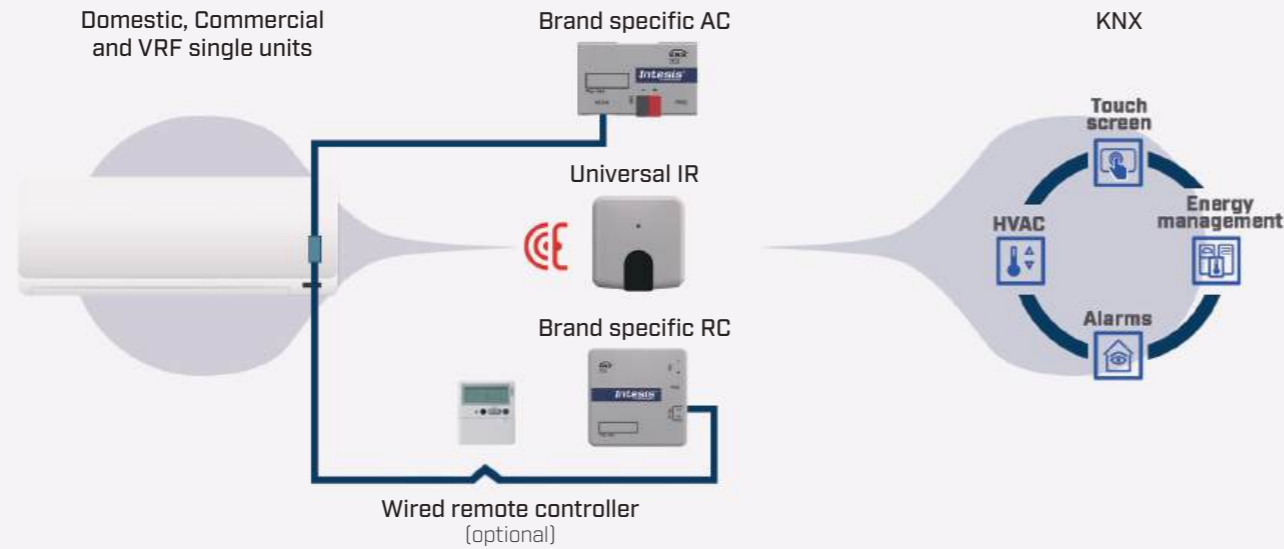 Domestic, Commercial
and VRF single units
Brand specific AC
KNX
Intesis
Touch
screen
Universal IR
HVAC
Energy
management
Brand specific RC
Alarms
Intesis
Wired remote controller
(optional)